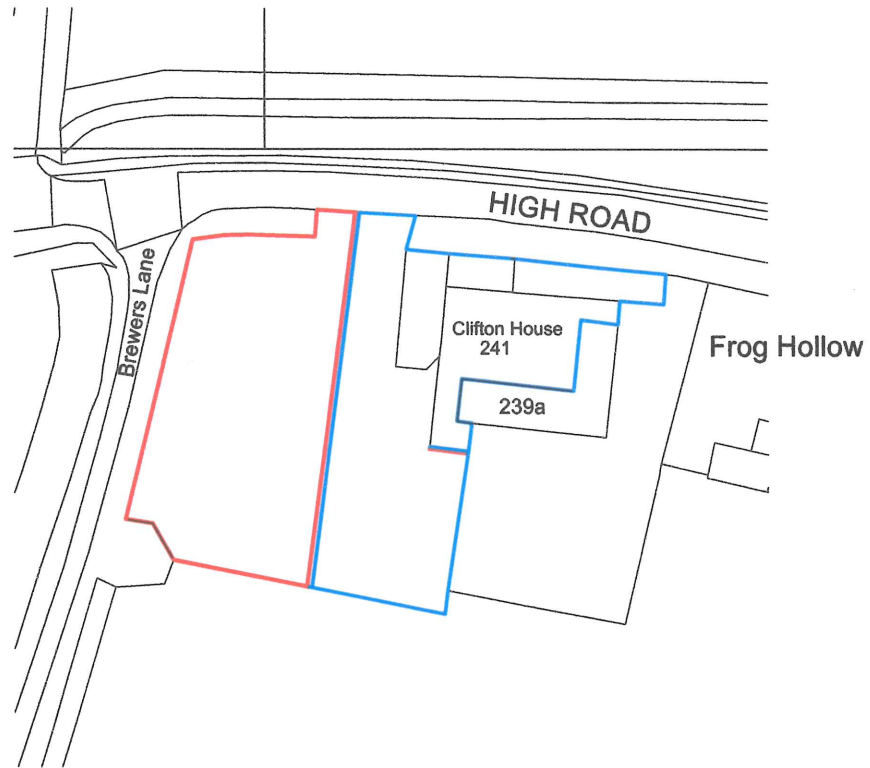 HIGH ROAD
Brewers Lane
Clifton House
241
Frog Hollow
239a